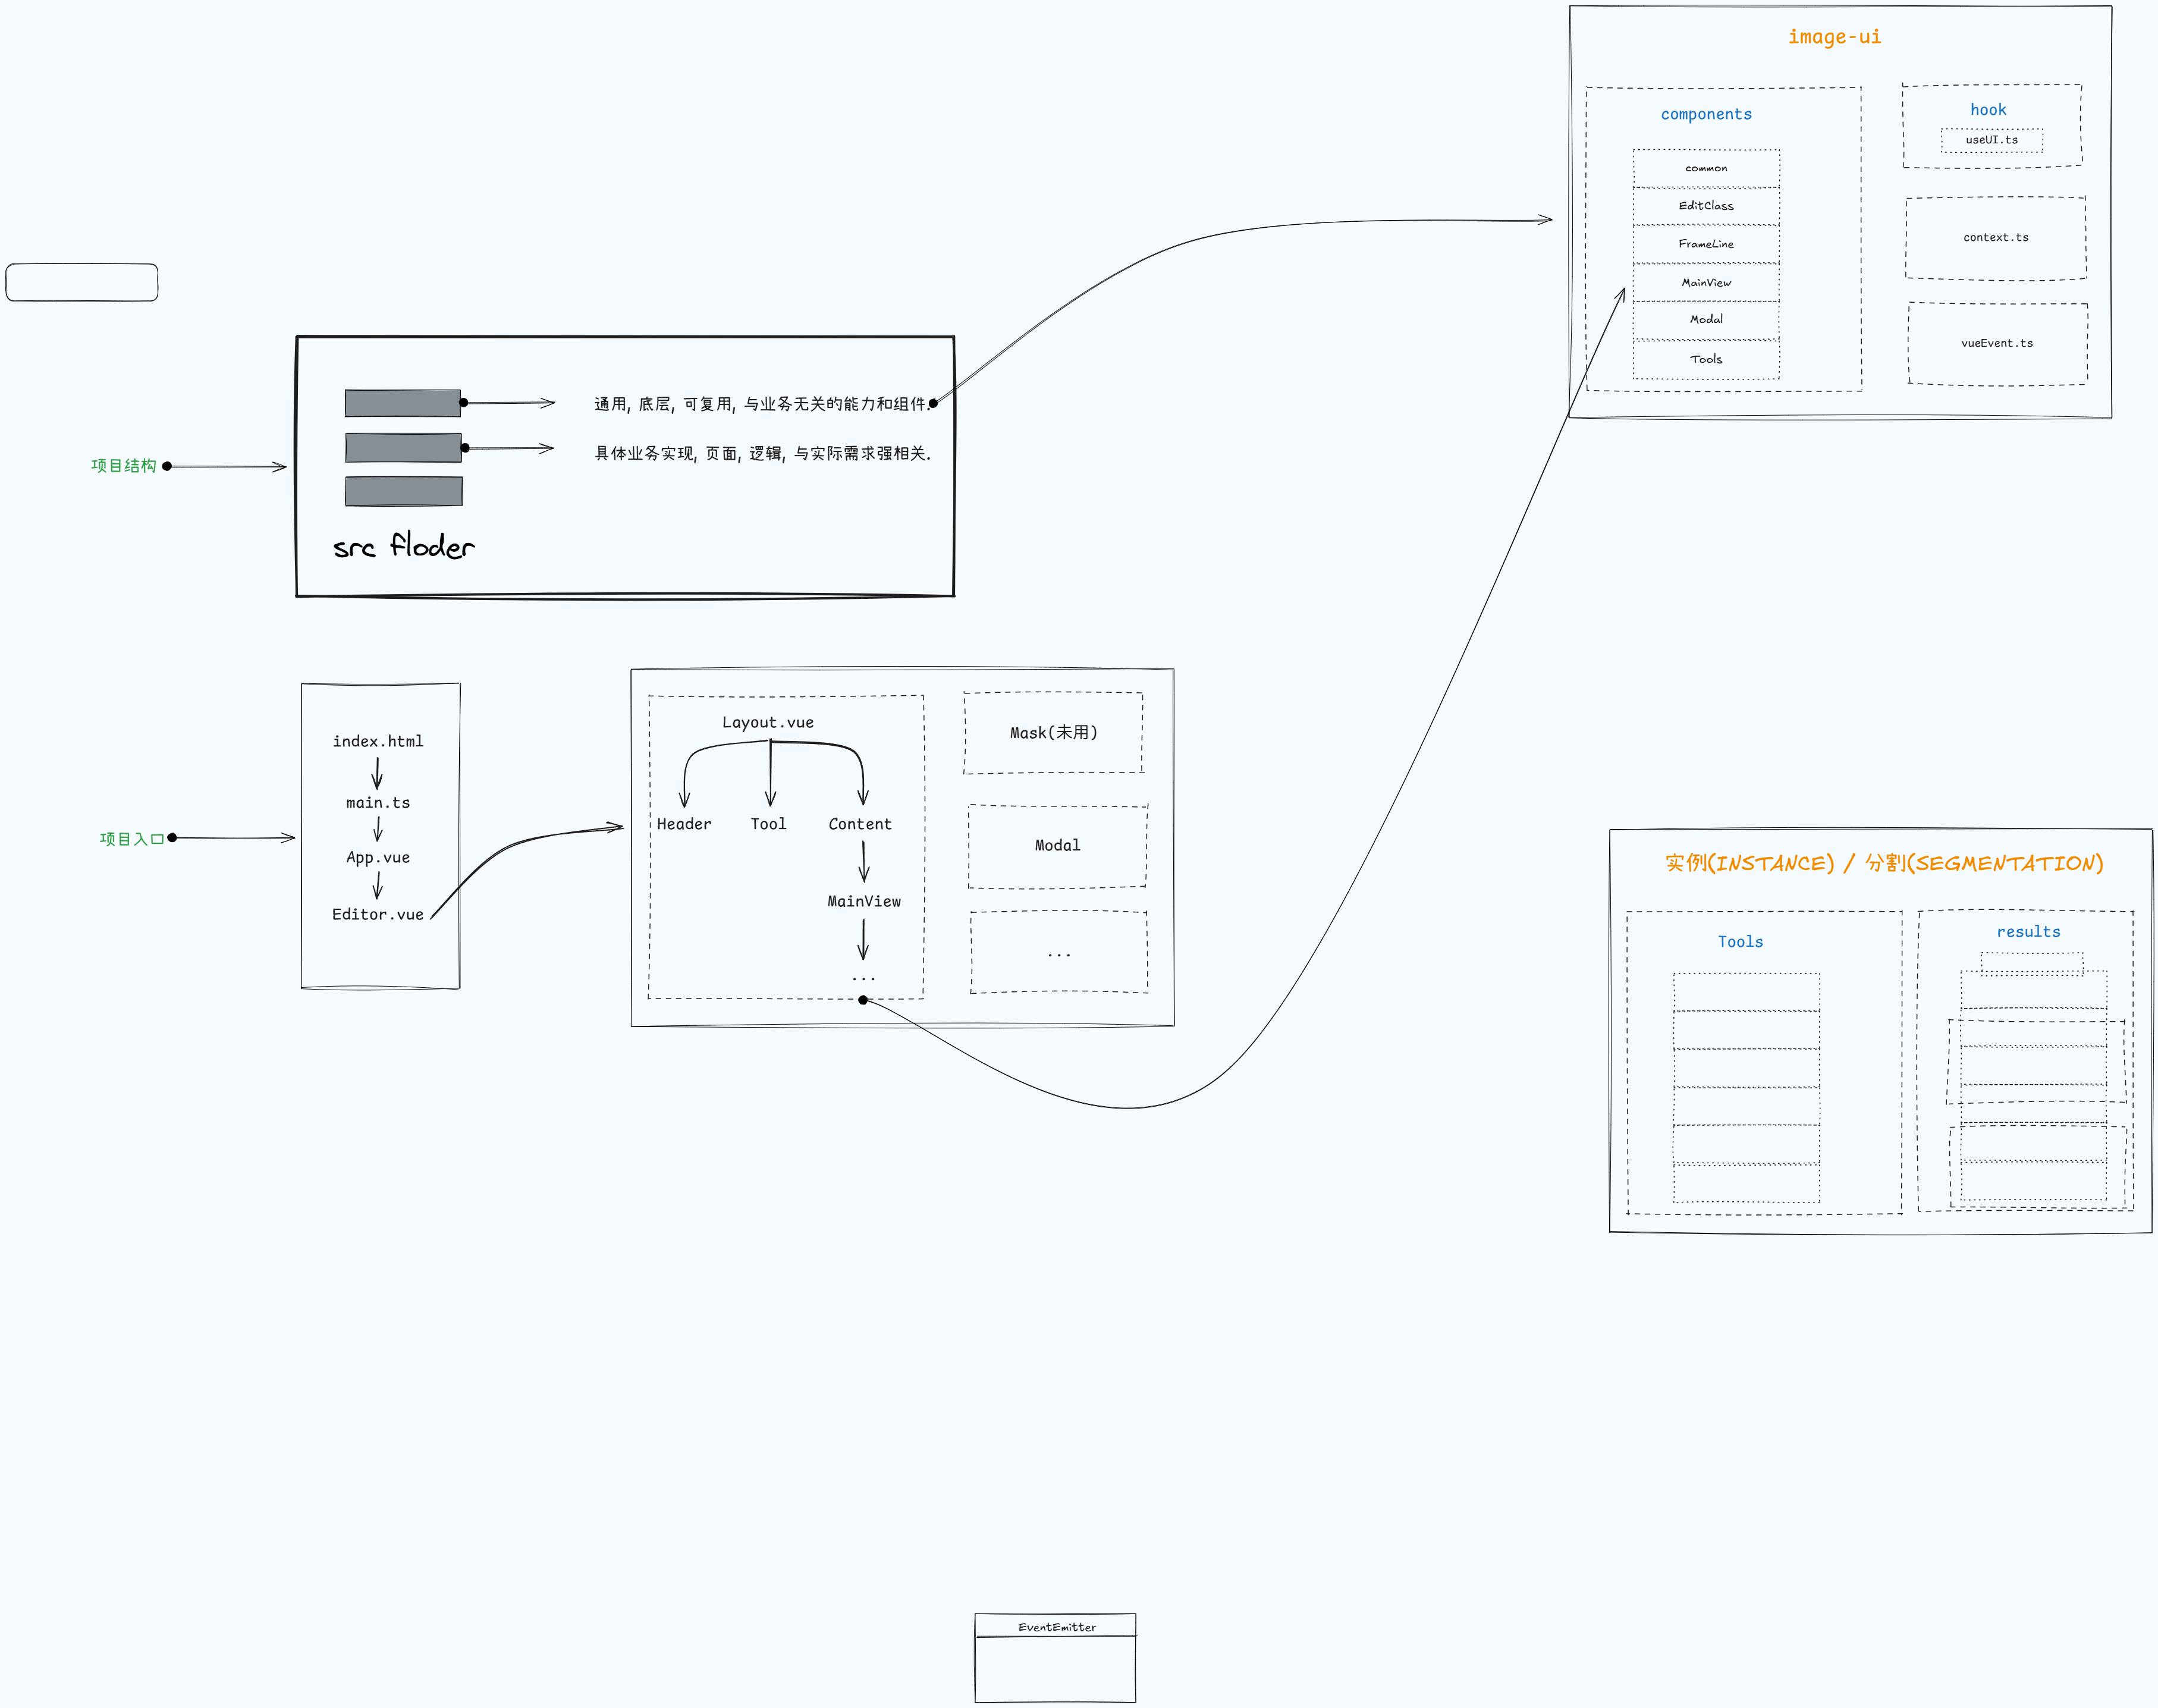 image-ui
components
common
EditClass
FrameLine
MainView
Modal
Tools
hook
useUI.ts
context.ts
vueEvent.ts
项目结构
通用, 底层, 可复用, 与业务无关的能力和组件.
具体业务实现, 页面, 逻辑, 与实际需求强相关.
src floder
项目入口
index.html
main.ts
App.vue
Editor.vue
Layout.vue
Header
Tool
Content
MainView
...
Mask(未用)
Modal
...
实例(INSTANCE) / 分割(SEGMENTATION)
Tools
results
EventEmitter